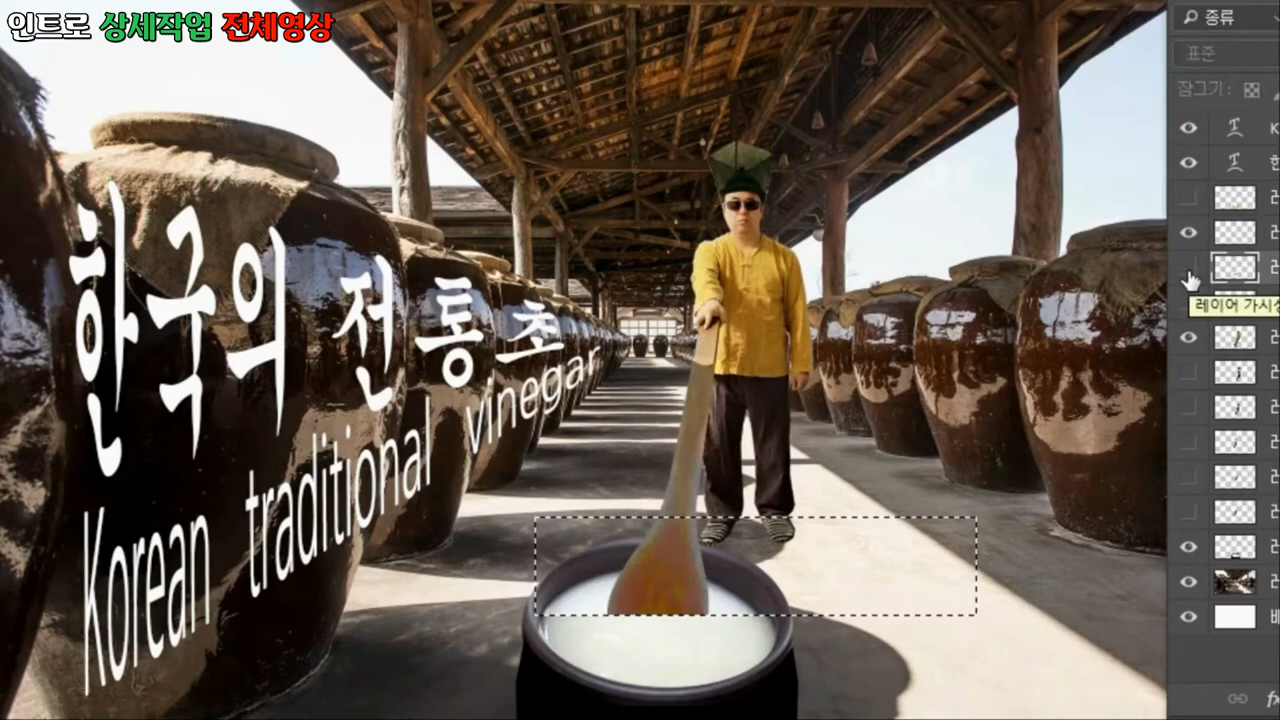 인트로 상세작업 전체영상
종류
표준
잠그기 :
한국의 전통초
Korean traditional vinegar
레이어 가시
fx